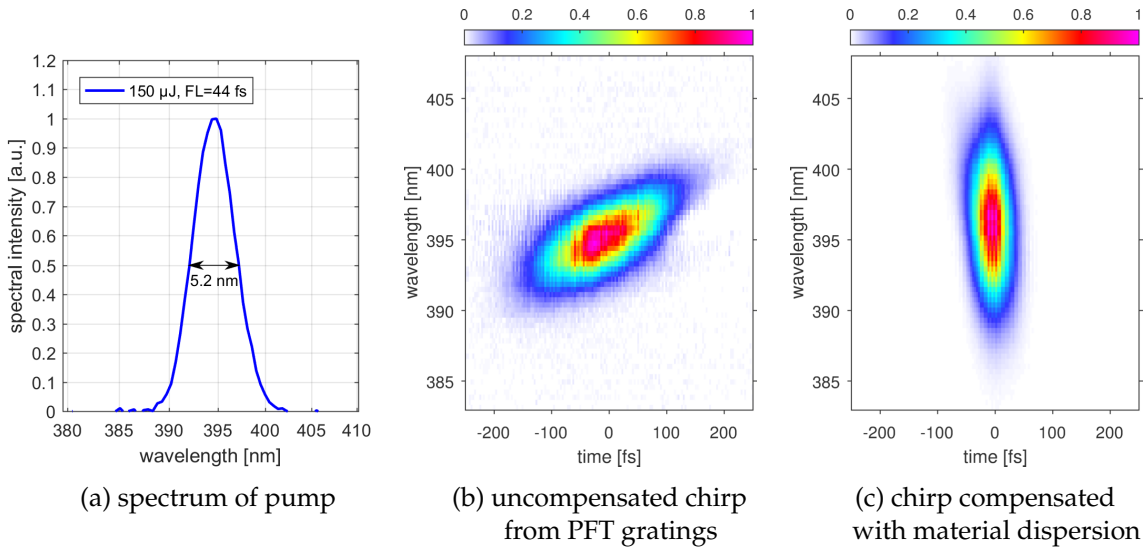 1.2
1.1
1
0.9
0.8
0.7
0.6
0.5
0.4
0.3
0.2
0.1
0
spectral intensity [a.u.]
150 µJ, FL=44 fs
5.2 nm
380 385 390 395 400 405 410
wavelength [nm]
(a) spectrum of pump
0 0.2 0.4 0.6 0.8 1
405
400
395
390
385
wavelength [nm]
-200 -100 0 100 200
time [fs]
(b) uncompensated chirp
from PFT gratings
0 0.2 0.4 0.6 0.8 1
405
400
395
390
385
wavelength [nm]
-200 -100 0 100 200
time [fs]
(c) chirp compensated
with material dispersion